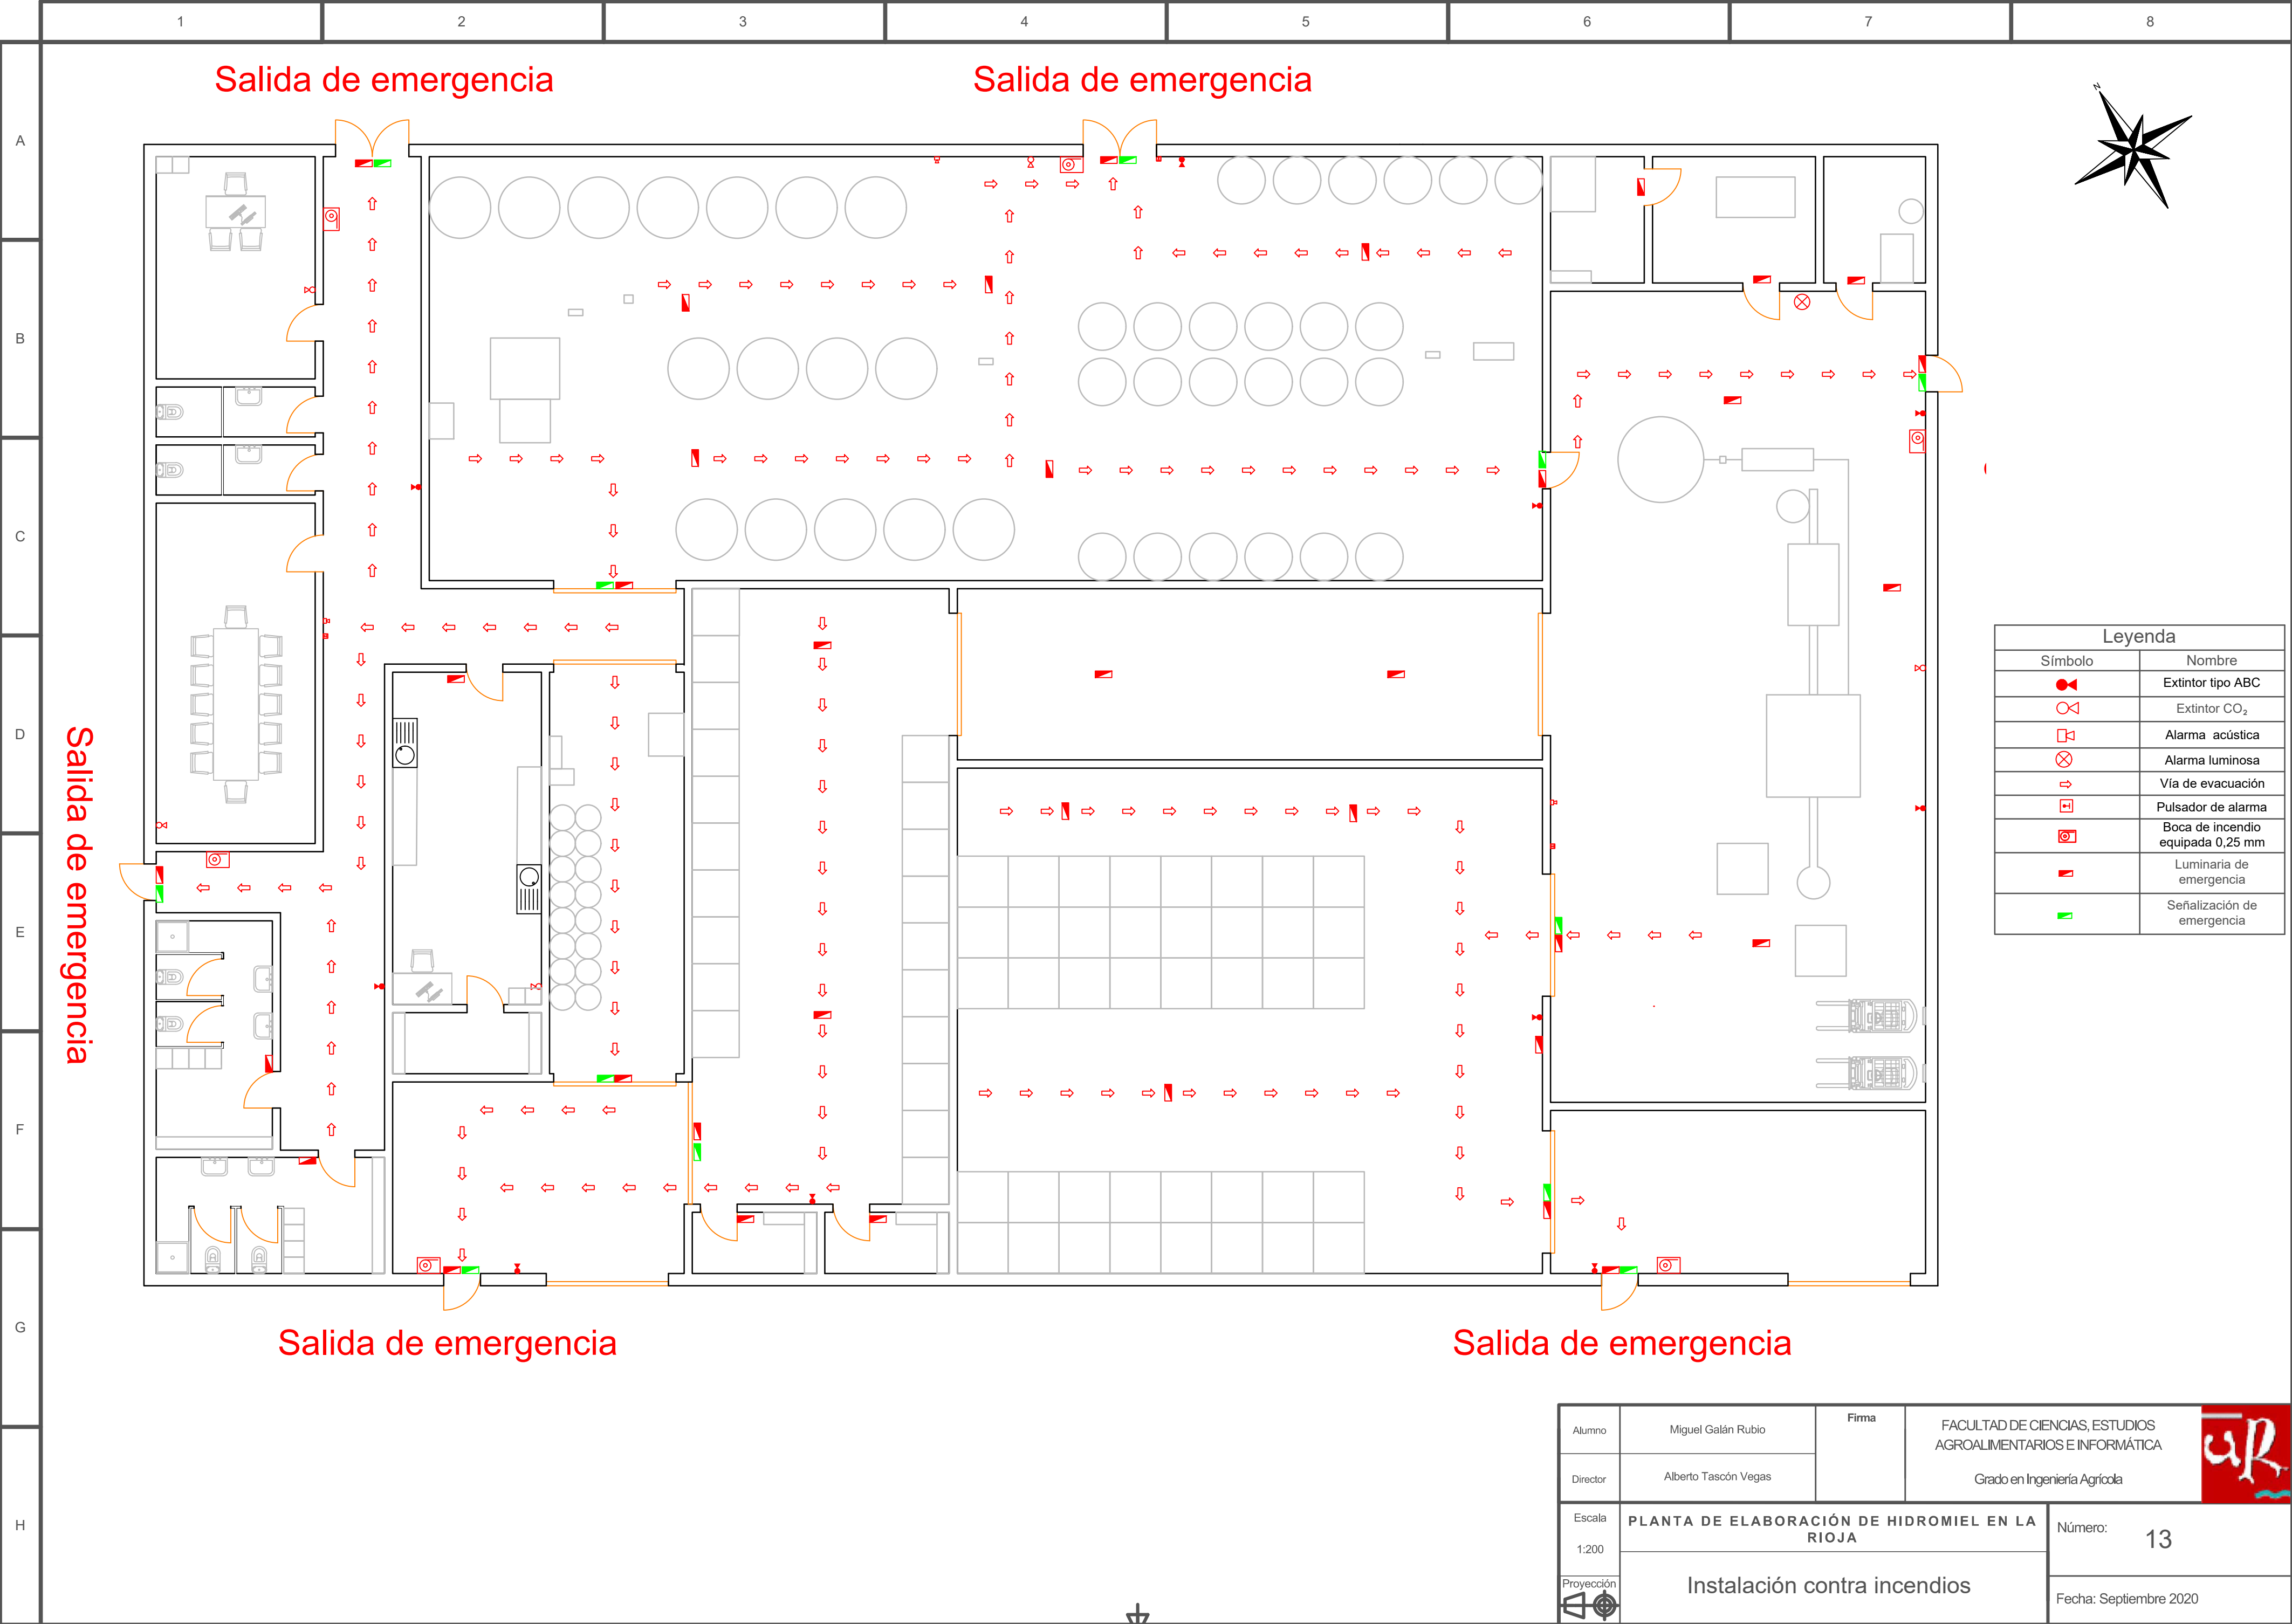 1 2 3 4 5 6 7 8
Salida de emergencia
Salida de emergencia
N
A
B
C
D
E
F
G
H
Salida de emergencia
Leyenda
Símbolo Nombre
Extintor tipo ABC
Extintor CO₂
Alarma acústica
Alarma luminosa
Vía de evacuación
Pulsador de alarma
Boca de incendio
equipada 0,25 mm
Luminaria de
emergencia
Señalización de
emergencia
Salida de emergencia
Salida de emergencia
Alumno Miguel Galán Rubio
Director Alberto Tascón Vegas
Firma
FACULTAD DE CIENCIAS, ESTUDIOS
AGROALIMENTARIOS E INFORMÁTICA
Grado en Ingeniería Agrícola
UR
Escala
1:200
PLANTA DE ELABORACIÓN DE HIDROMIEL EN LA
RIOJA
Número: 13
Proyección
Instalación contra incendios
Fecha: Septiembre 2020